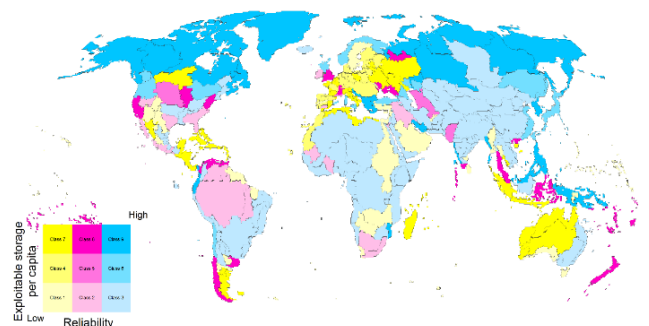 High
Exploitable storage
per capita
Class 7 Class 8 Class 9
Class 4 Class 5 Class 6
Class 1 Class 2 Class 3
Low
Reliability